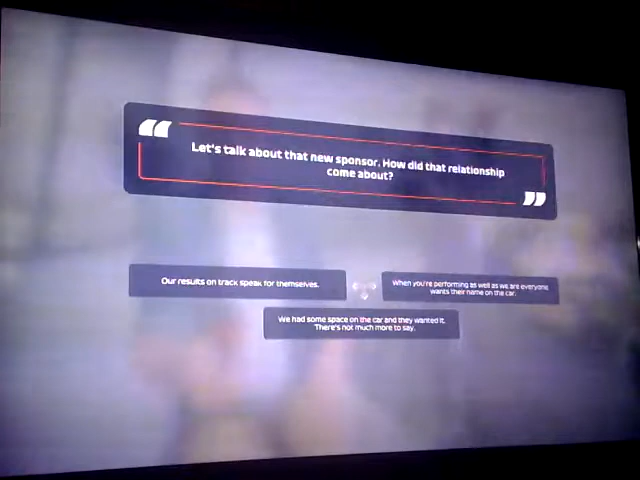 Let's talk about that new sponsor. How did that relationship
come about?
Our results on track speak for themselves.
When you're performing as well as we are everyone
wants their name on the car.
We had some space on the car and they wanted it.
There's not much more to say.